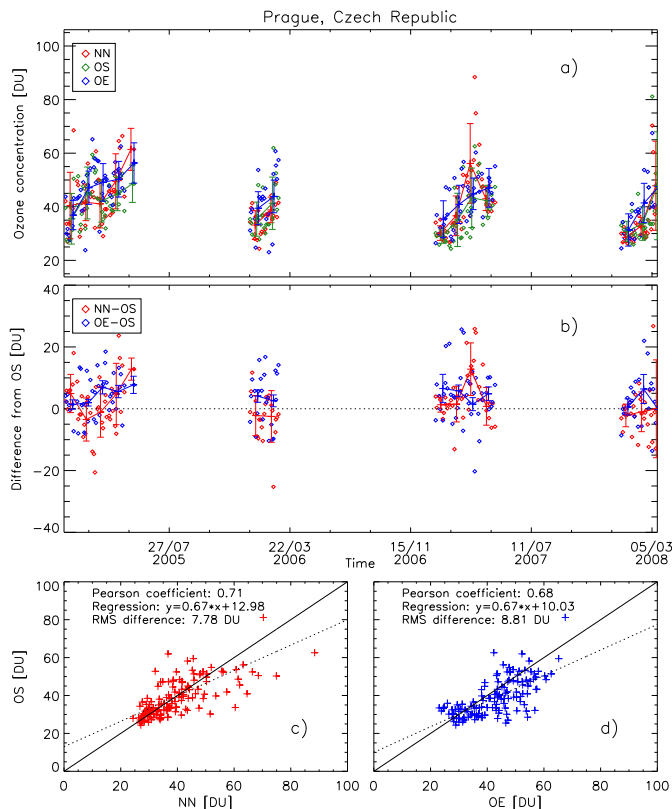 Prague, Czech Republic
100
80
60
40
20
Ozone concentration [DU]
NN
OS
OE
a)
40
20
0
−20
−40
Difference from OS [DU]
NN−OS
OE−OS
b)
27/07 22/03 15/11 11/07 05/03
2005 2006 2006 2007 2008
Time
100
80
60
40
20
0
OS [DU]
Pearson coefficient: 0.71
Regression: y=0.67*x+12.98
RMS difference: 7.78 DU
c)
0 20 40 60 80 100
NN [DU]
Pearson coefficient: 0.68
Regression: y=0.67*x+10.03
RMS difference: 8.81 DU
d)
0 20 40 60 80 100
OE [DU]